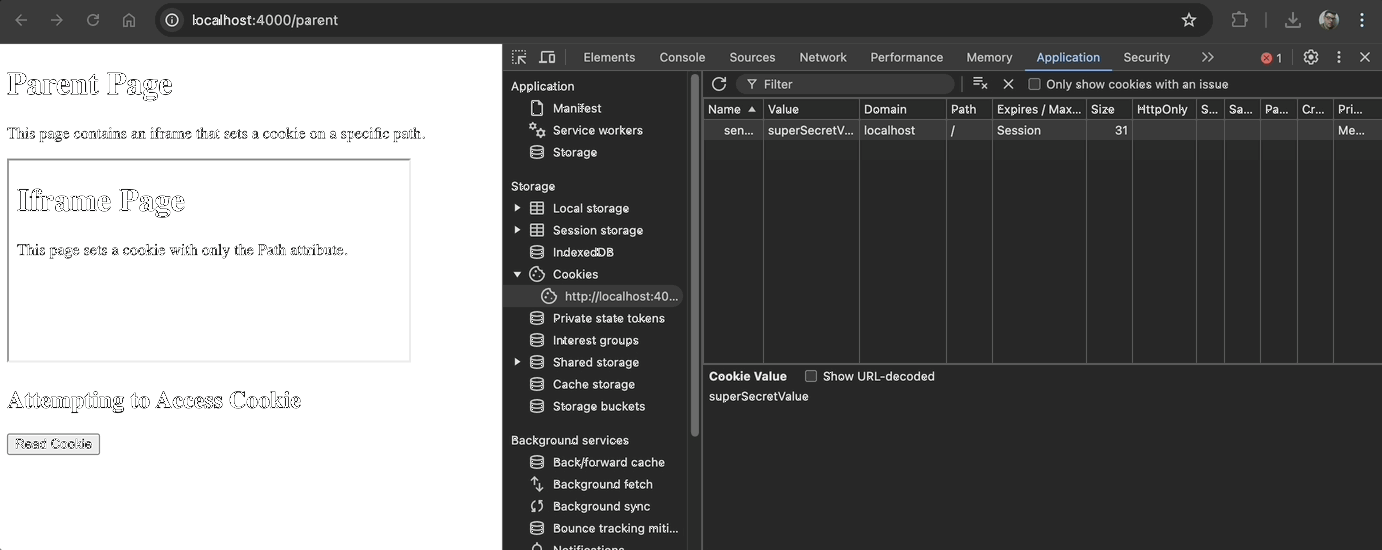 localhost:4000/parent
Parent Page
This page contains an iframe that sets a cookie on a specific path.
Iframe Page
This page sets a cookie with only the Path attribute.
Attempting to Access Cookie
Read Cookie
Elements Console Sources Network Performance Memory Application Security 1
Application
Manifest
Service workers
Storage
Storage
Local storage
Session storage
IndexedDB
Cookies
http://localhost:40...
Private state tokens
Interest groups
Shared storage
Cache storage
Storage buckets
Background services
Back/forward cache
Background fetch
Background sync
Bounce tracking miti...
Notifications
Filter Only show cookies with an issue
Name Value Domain Path Expires / Max... Size HttpOnly S... Sa... Pa... Cr... Pri...
sen... superSecretV... localhost / Session 31 Me...
Cookie Value Show URL-decoded
superSecretValue